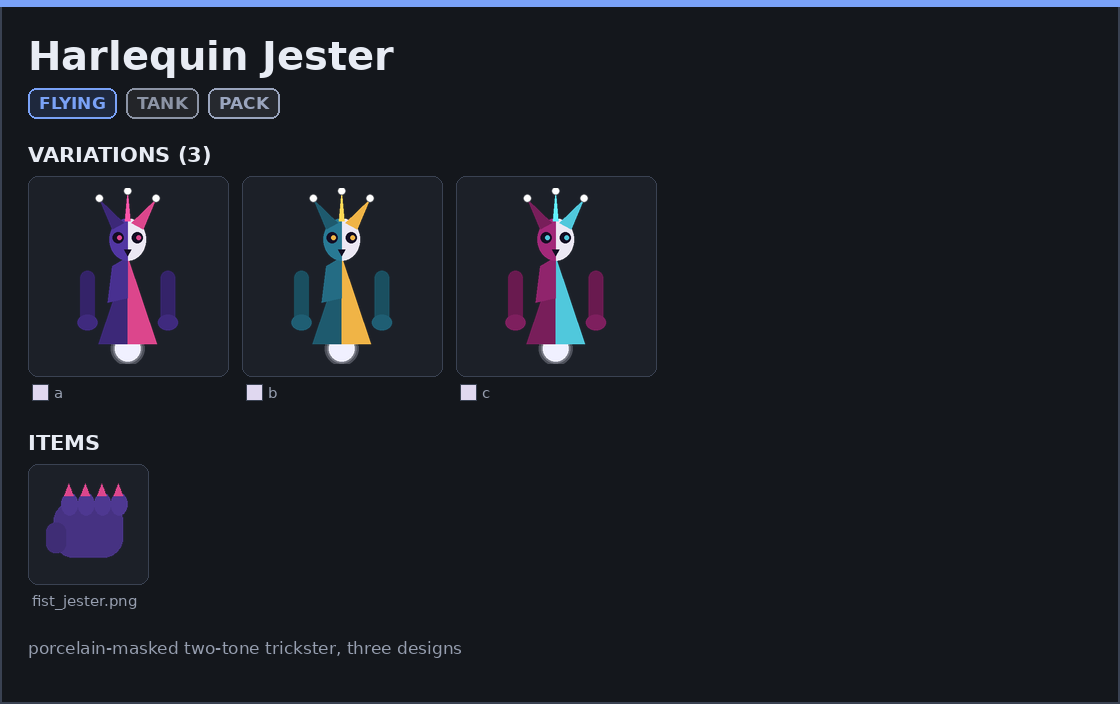 Harlequin Jester
FLYING TANK PACK
VARIATIONS (3)
a b c
ITEMS
fist_jester.png
porcelain-masked two-tone trickster, three designs